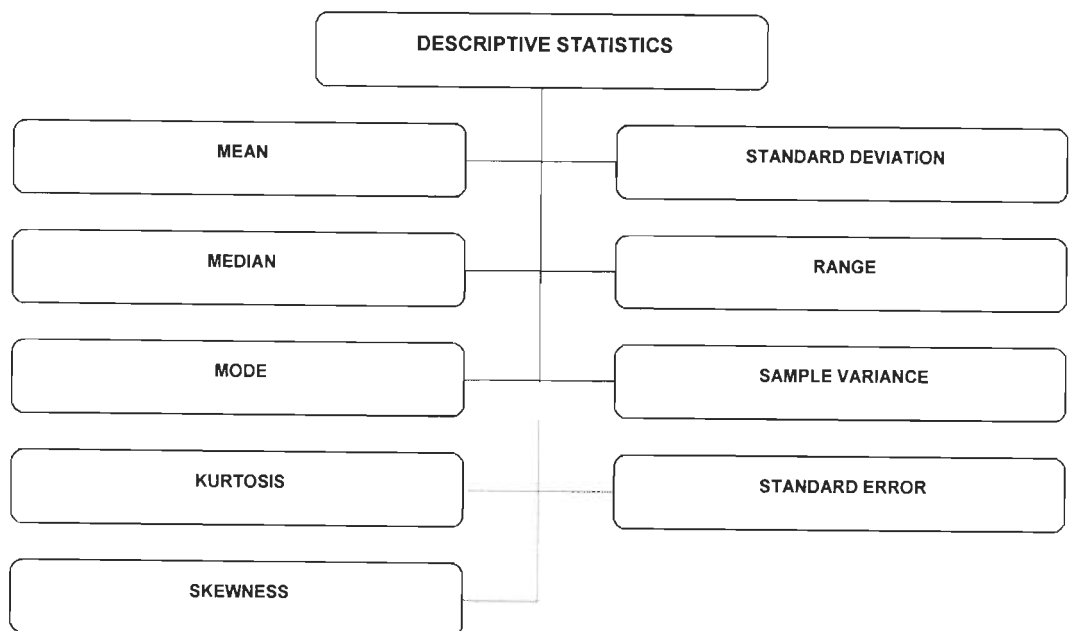 DESCRIPTIVE STATISTICS
MEAN
STANDARD DEVIATION
MEDIAN
RANGE
MODE
SAMPLE VARIANCE
KURTOSIS
STANDARD ERROR
SKEWNESS